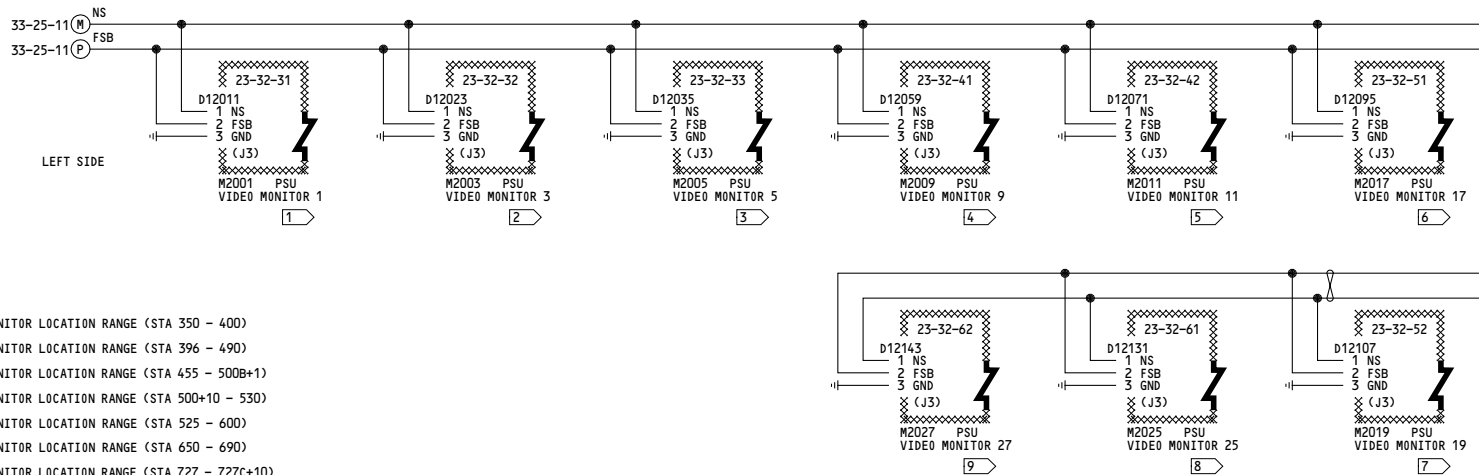 33-25-11 M NS
33-25-11 P FSB
LEFT SIDE
23-32-31
D12011
1 NS
2 FSB
3 GND
(J3)
M2001 PSU
VIDEO MONITOR 1
1
23-32-32
D12023
1 NS
2 FSB
3 GND
(J3)
M2003 PSU
VIDEO MONITOR 3
2
23-32-33
D12035
1 NS
2 FSB
3 GND
(J3)
M2005 PSU
VIDEO MONITOR 5
3
23-32-41
D12059
1 NS
2 FSB
3 GND
(J3)
M2009 PSU
VIDEO MONITOR 9
4
23-32-42
D12071
1 NS
2 FSB
3 GND
(J3)
M2011 PSU
VIDEO MONITOR 11
5
23-32-51
D12095
1 NS
2 FSB
3 GND
(J3)
M2017 PSU
VIDEO MONITOR 17
6
NITOR LOCATION RANGE (STA 350 - 400)
NITOR LOCATION RANGE (STA 396 - 490)
NITOR LOCATION RANGE (STA 455 - 500B+1)
NITOR LOCATION RANGE (STA 500+10 - 530)
NITOR LOCATION RANGE (STA 525 - 600)
NITOR LOCATION RANGE (STA 650 - 690)
NITOR LOCATION RANGE (STA 727 - 727C+10)
23-32-62
D12143
1 NS
2 FSB
3 GND
(J3)
M2027 PSU
VIDEO MONITOR 27
9
23-32-61
D12131
1 NS
2 FSB
3 GND
(J3)
M2025 PSU
VIDEO MONITOR 25
8
23-32-52
D12107
1 NS
2 FSB
3 GND
(J3)
M2019 PSU
VIDEO MONITOR 19
7